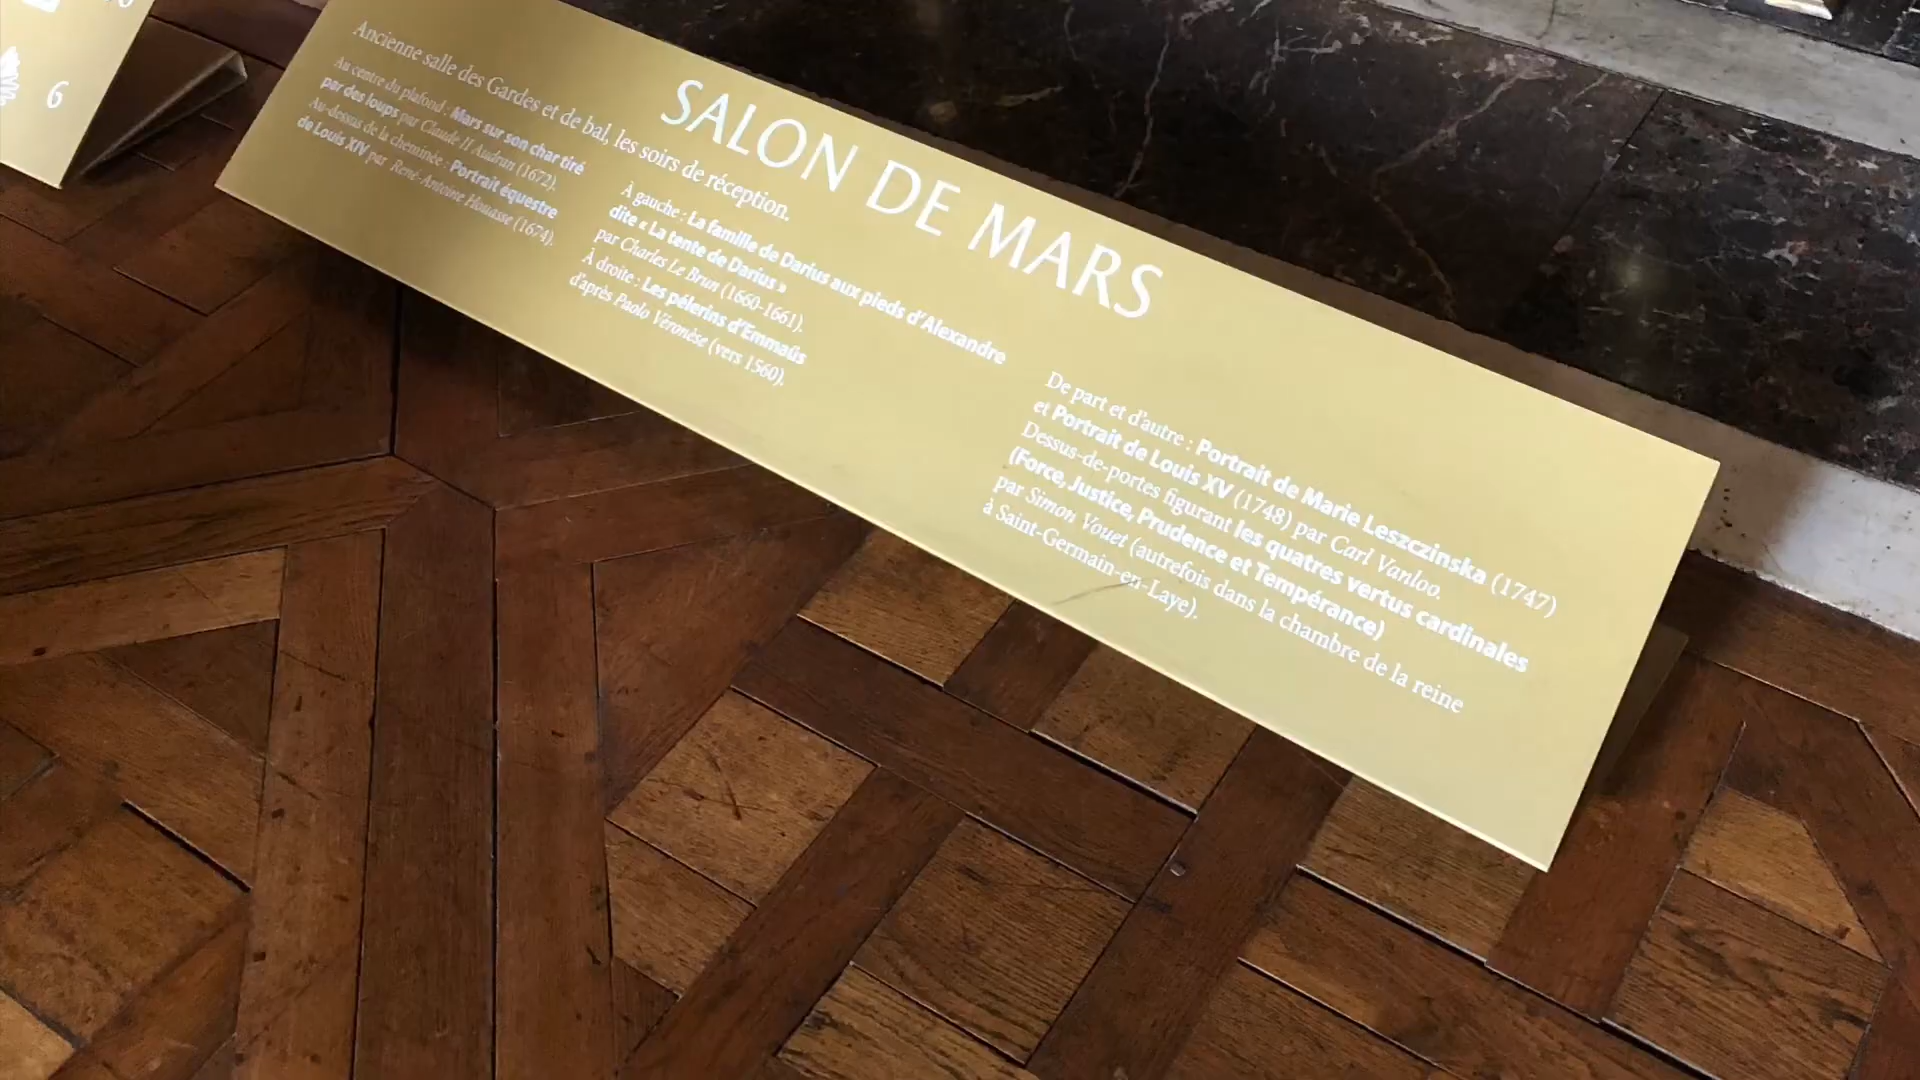 6
SALON DE MARS
Ancienne salle des Gardes et de bal, les soirs de réception.
Au centre du plafond : Mars sur son char tiré
par des loups par Claude II Audran (1672).
Au-dessus de la cheminée : Portrait équestre
de Louis XIV par René-Antoine Houasse (1674).
À gauche : La famille de Darius aux pieds d'Alexandre
dite « La tente de Darius »
par Charles Le Brun (1660-1661).
À droite : Les pélerins d'Emmaüs
d'après Paolo Véronèse (vers 1560).
De part et d'autre : Portrait de Marie Leszczinska (1747)
et Portrait de Louis XV (1748) par Carl Vanloo.
Dessus-de-portes figurant les quatres vertus cardinales
(Force, Justice, Prudence et Tempérance)
par Simon Vouet (autrefois dans la chambre de la reine
à Saint-Germain-en-Laye).